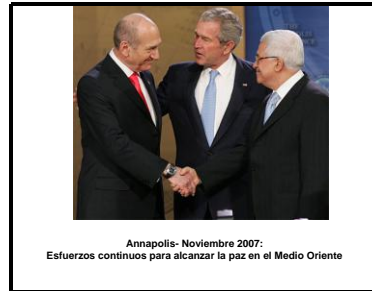 Annapolis- Noviembre 2007:
Esfuerzos continuos para alcanzar la paz en el Medio Oriente